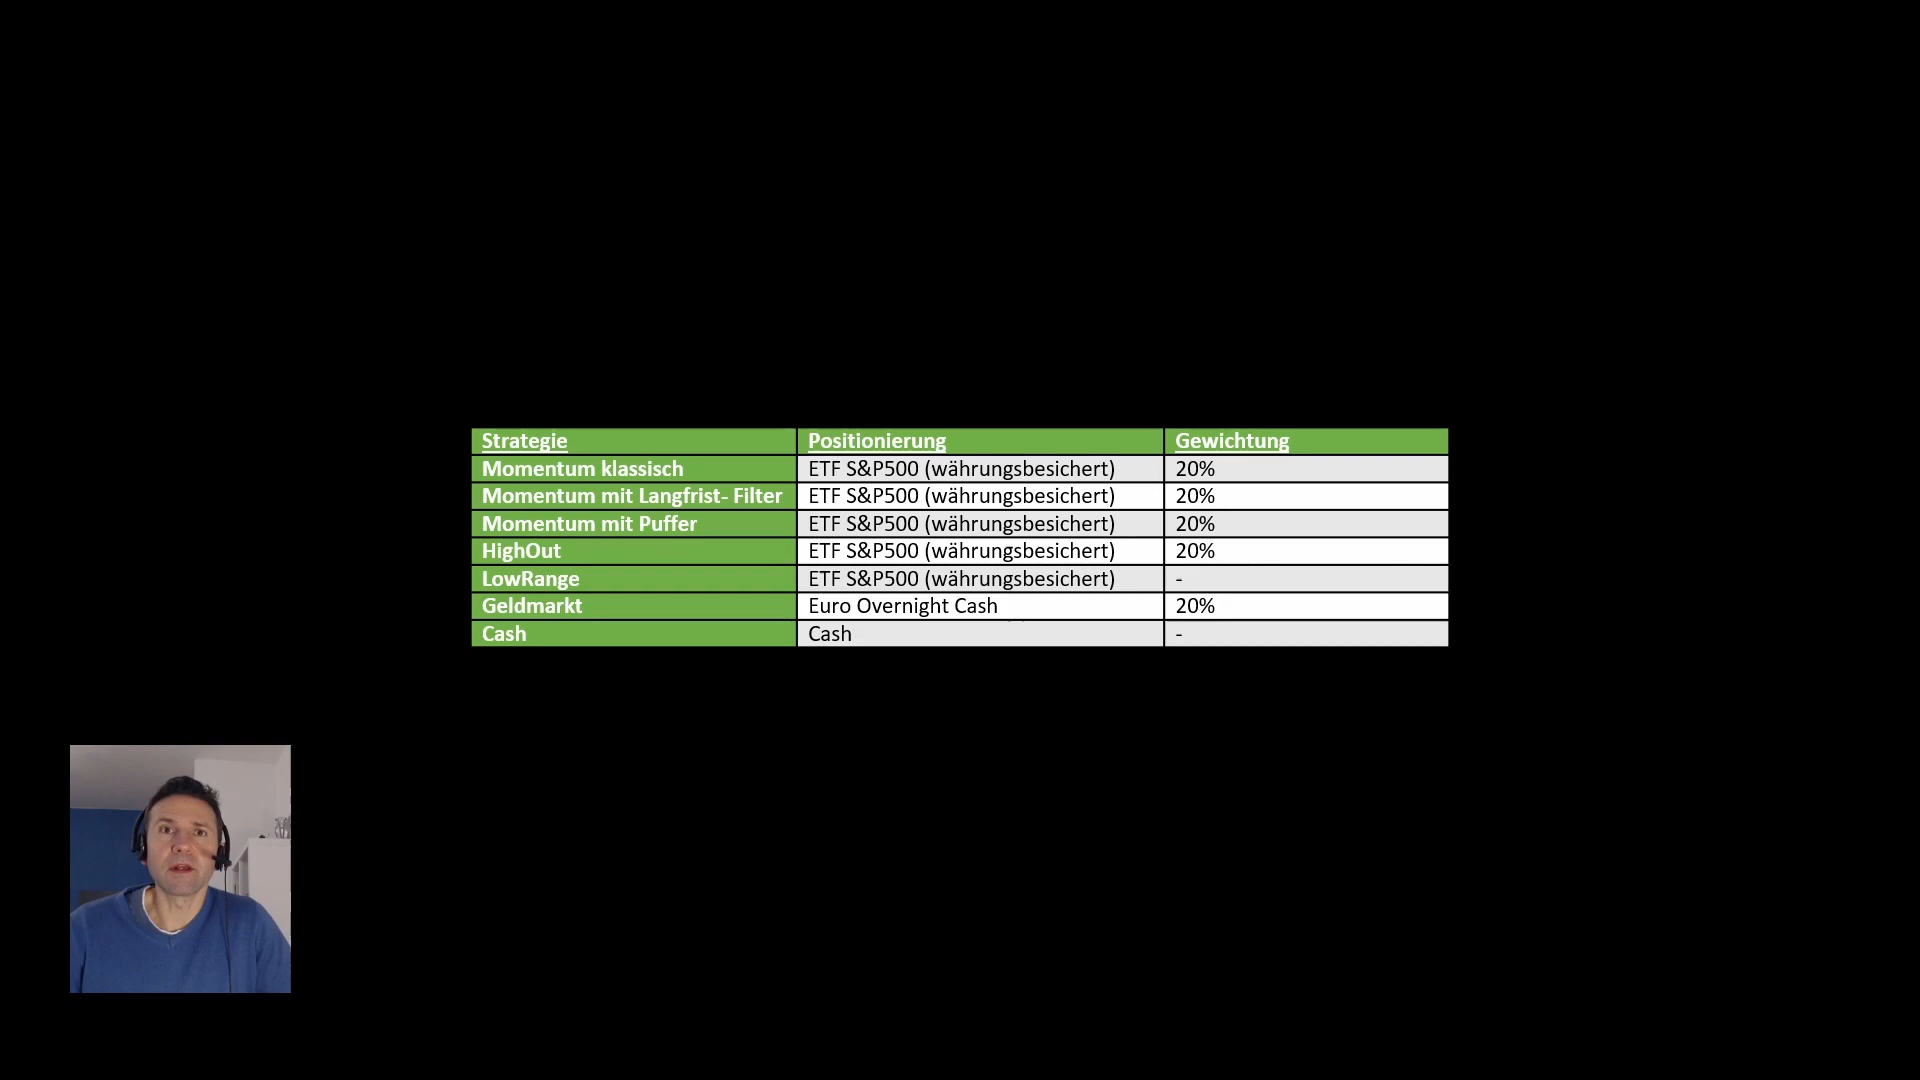 Strategie Positionierung Gewichtung
Momentum klassisch ETF S&P500 (währungsbesichert) 20%
Momentum mit Langfrist- Filter ETF S&P500 (währungsbesichert) 20%
Momentum mit Puffer ETF S&P500 (währungsbesichert) 20%
HighOut ETF S&P500 (währungsbesichert) 20%
LowRange ETF S&P500 (währungsbesichert) -
Geldmarkt Euro Overnight Cash 20%
Cash Cash -